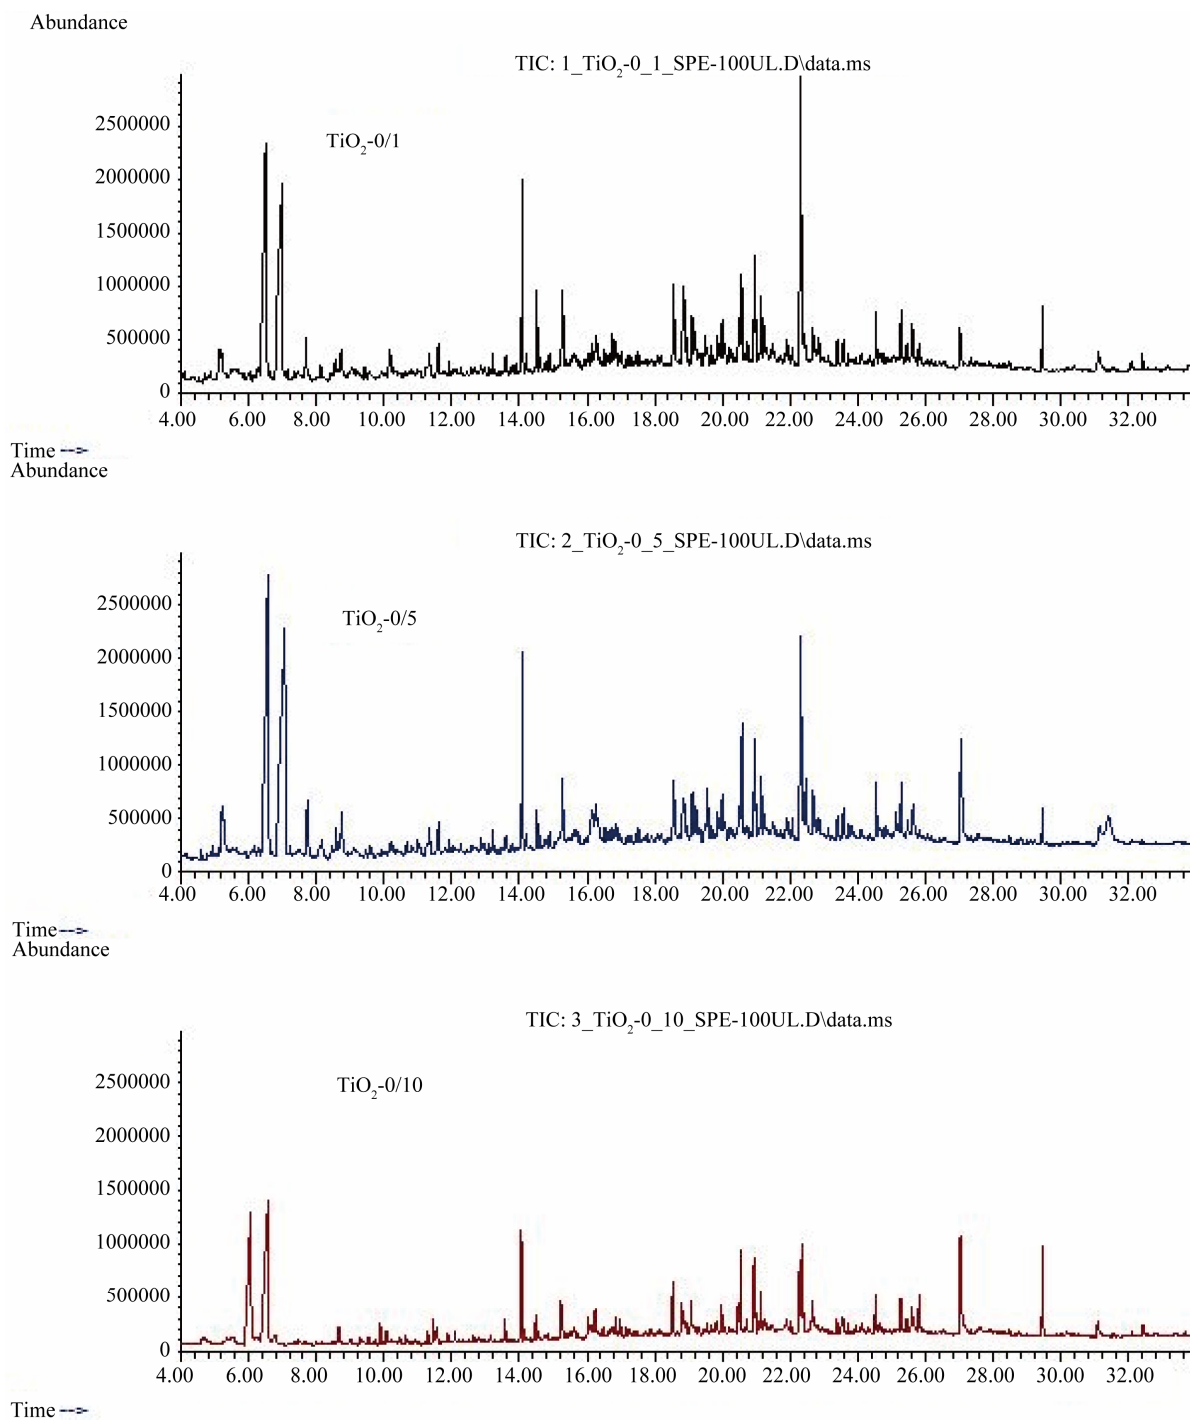 Abundance
TIC: 1_TiO₂-0_1_SPE-100UL.D\data.ms
2500000
TiO₂-0/1
2000000
1500000
1000000
500000
0
4.00 6.00 8.00 10.00 12.00 14.00 16.00 18.00 20.00 22.00 24.00 26.00 28.00 30.00 32.00
Time
Abundance
TIC: 2_TiO₂-0_5_SPE-100UL.D\data.ms
2500000
TiO₂-0/5
2000000
1500000
1000000
500000
0
4.00 6.00 8.00 10.00 12.00 14.00 16.00 18.00 20.00 22.00 24.00 26.00 28.00 30.00 32.00
Time
Abundance
TIC: 3_TiO₂-0_10_SPE-100UL.D\data.ms
2500000
TiO₂-0/10
2000000
1500000
1000000
500000
0
4.00 6.00 8.00 10.00 12.00 14.00 16.00 18.00 20.00 22.00 24.00 26.00 28.00 30.00 32.00
Time